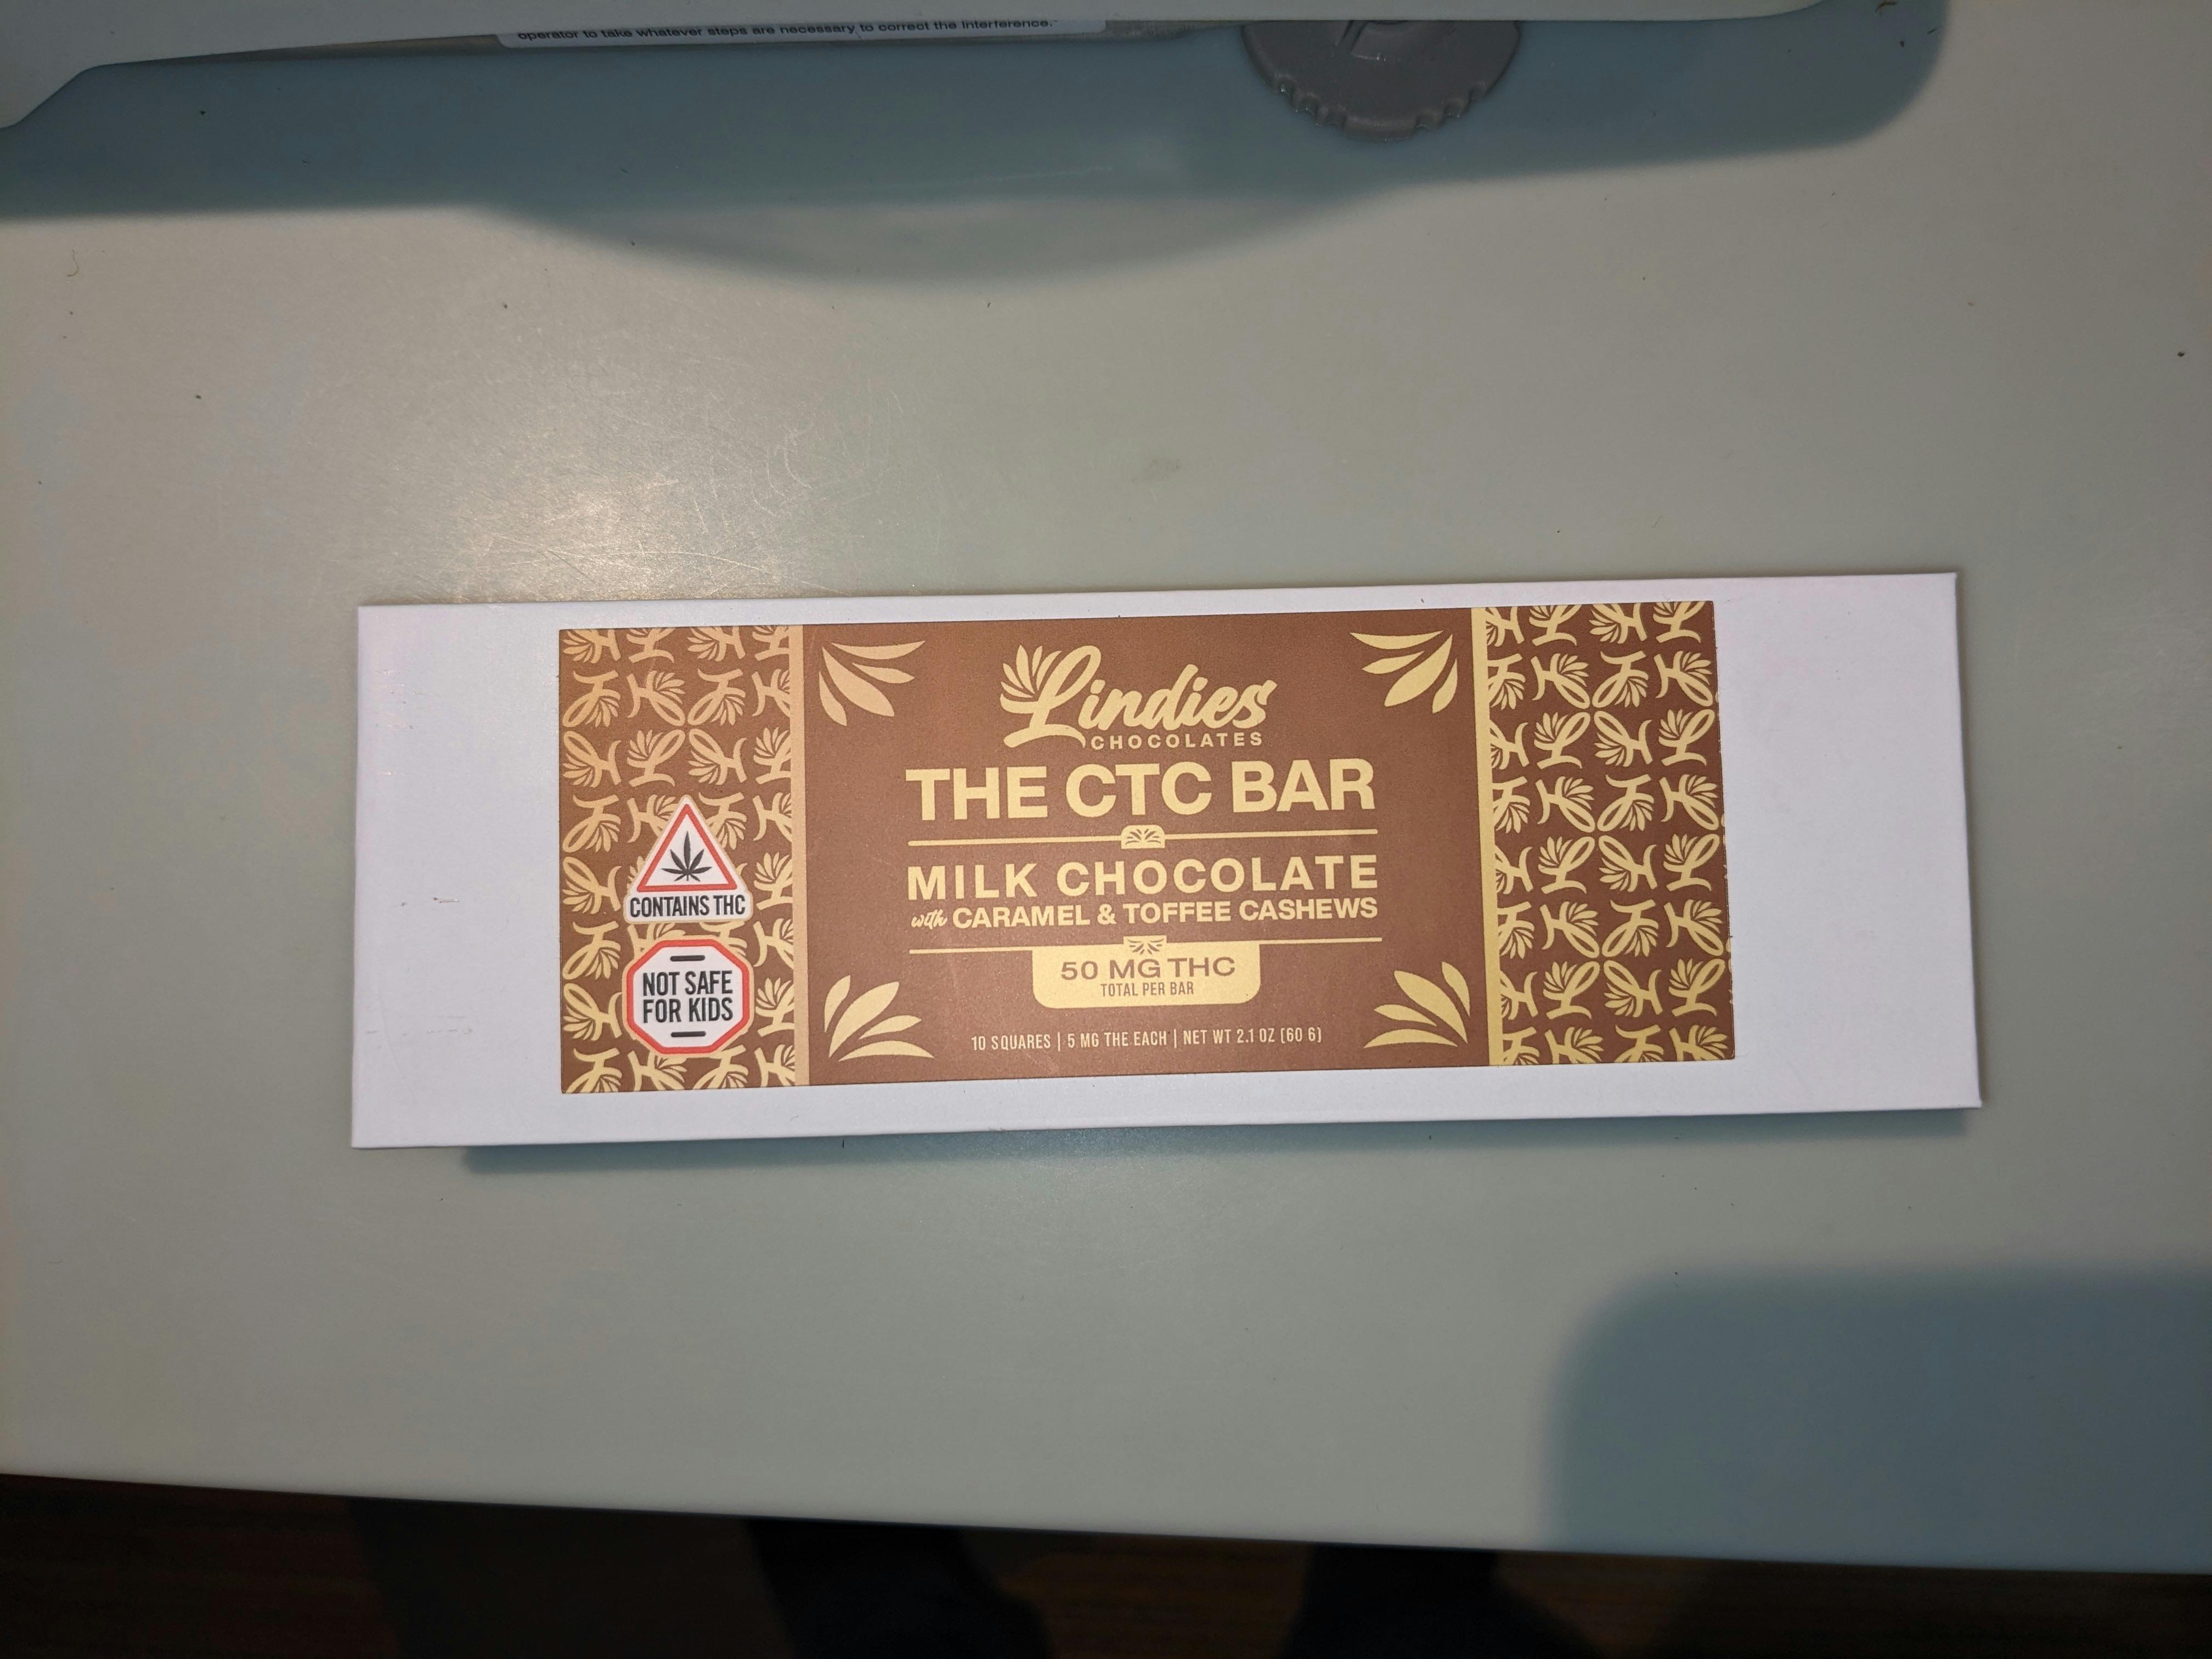 operator to take whatever steps are necessary to correct the interference."
Lindies
CHOCOLATES
THE CTC BAR
MILK CHOCOLATE
with CARAMEL & TOFFEE CASHEWS
50 MG THC
TOTAL PER BAR
10 SQUARES | 5 MG THE EACH | NET WT 2.1 OZ (60 6)
CONTAINS THC
NOT SAFE
FOR KIDS